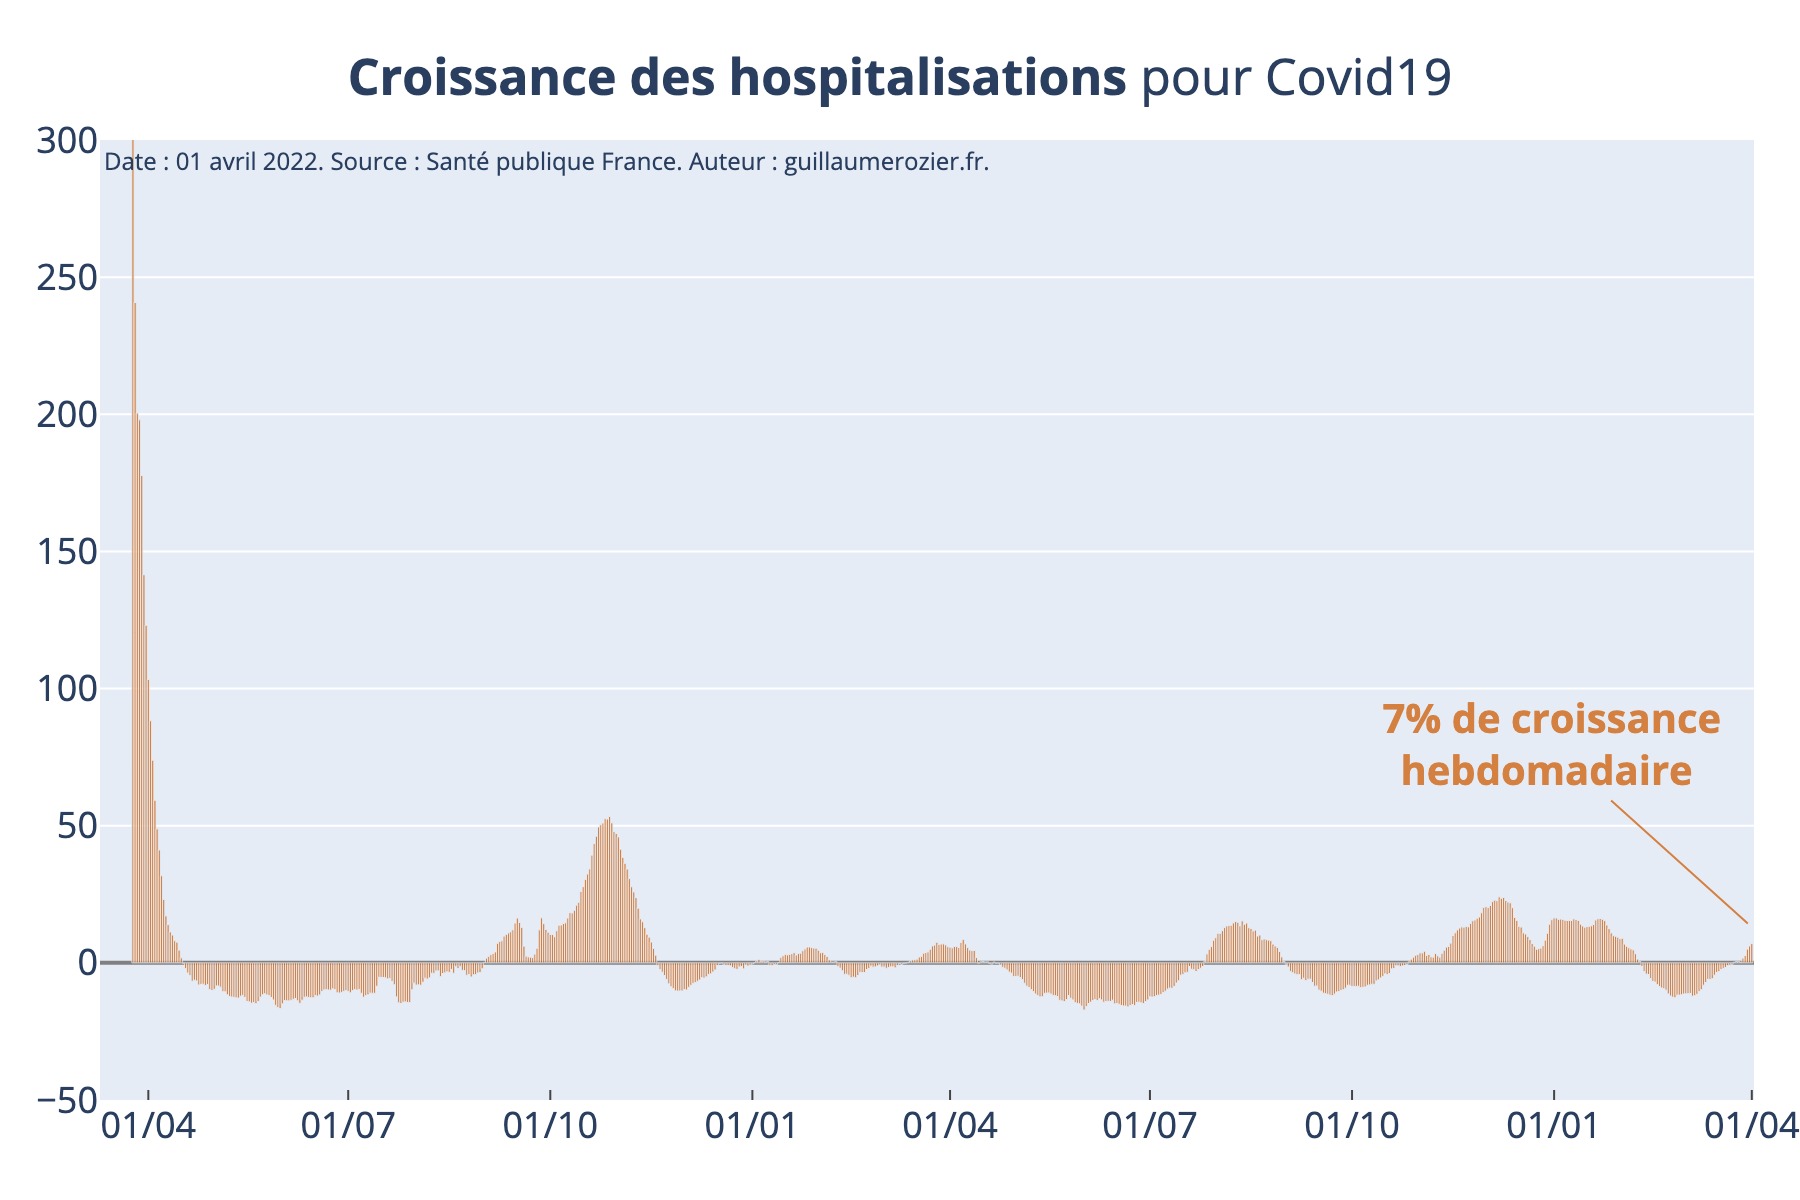 Croissance des hospitalisations pour Covid19
300
Date : 01 avril 2022. Source : Santé publique France. Auteur : guillaumerozier.fr.
250
200
150
100
7% de croissance
hebdomadaire
50
0
−50
01/04 01/07 01/10 01/01 01/04 01/07 01/10 01/01 01/04